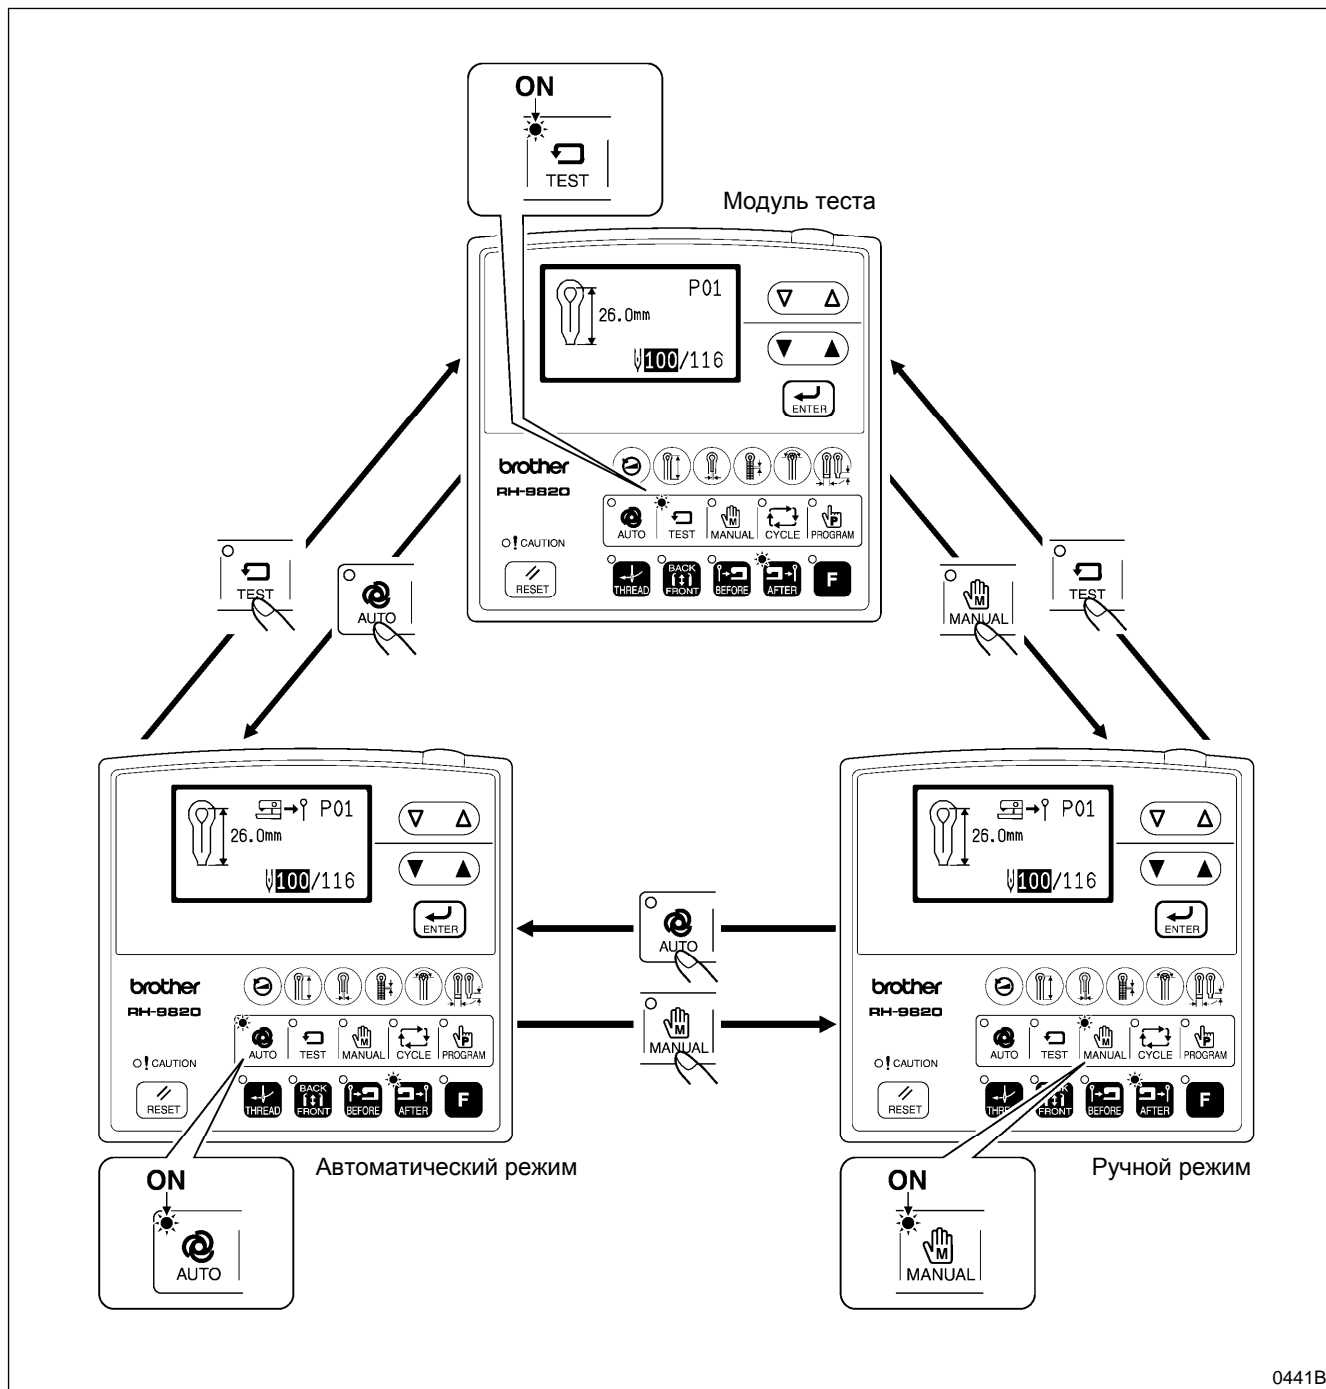 ON
TEST
Модуль теста
P01
26.0mm
100/116
ENTER
brother
RH-9820
AUTO
TEST
MANUAL
CYCLE
PROGRAM
! CAUTION
RESET
THREAD
BACK
FRONT
BEFORE
AFTER
F
TEST
AUTO
MANUAL
TEST
P01
26.0mm
100/116
ENTER
brother
RH-9820
AUTO
TEST
MANUAL
CYCLE
PROGRAM
! CAUTION
RESET
THREAD
BACK
FRONT
BEFORE
AFTER
F
Автоматический режим
ON
AUTO
AUTO
MANUAL
P01
26.0mm
100/116
ENTER
brother
RH-9820
AUTO
TEST
MANUAL
CYCLE
PROGRAM
! CAUTION
RESET
FRONT
BEFORE
AFTER
F
Ручной режим
ON
MANUAL
0441B